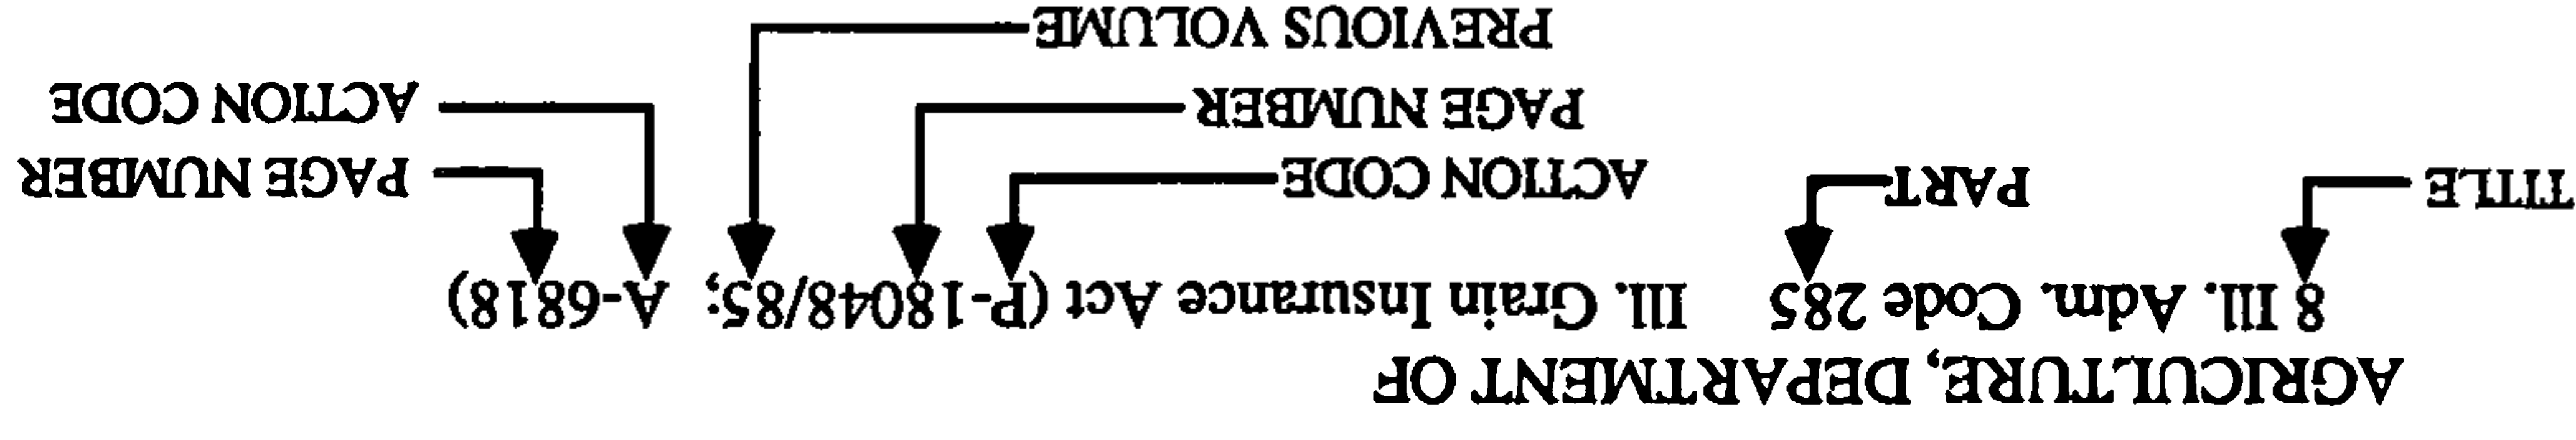 AGRICULTURE, DEPARTMENT OF
8 Ill. Adm. Code 285 Ill. Grain Insurance Act (P-18048/85; A-6818)
TITLE PART ACTION CODE PAGE NUMBER
PAGE NUMBER ACTION CODE
PREVIOUS VOLUME